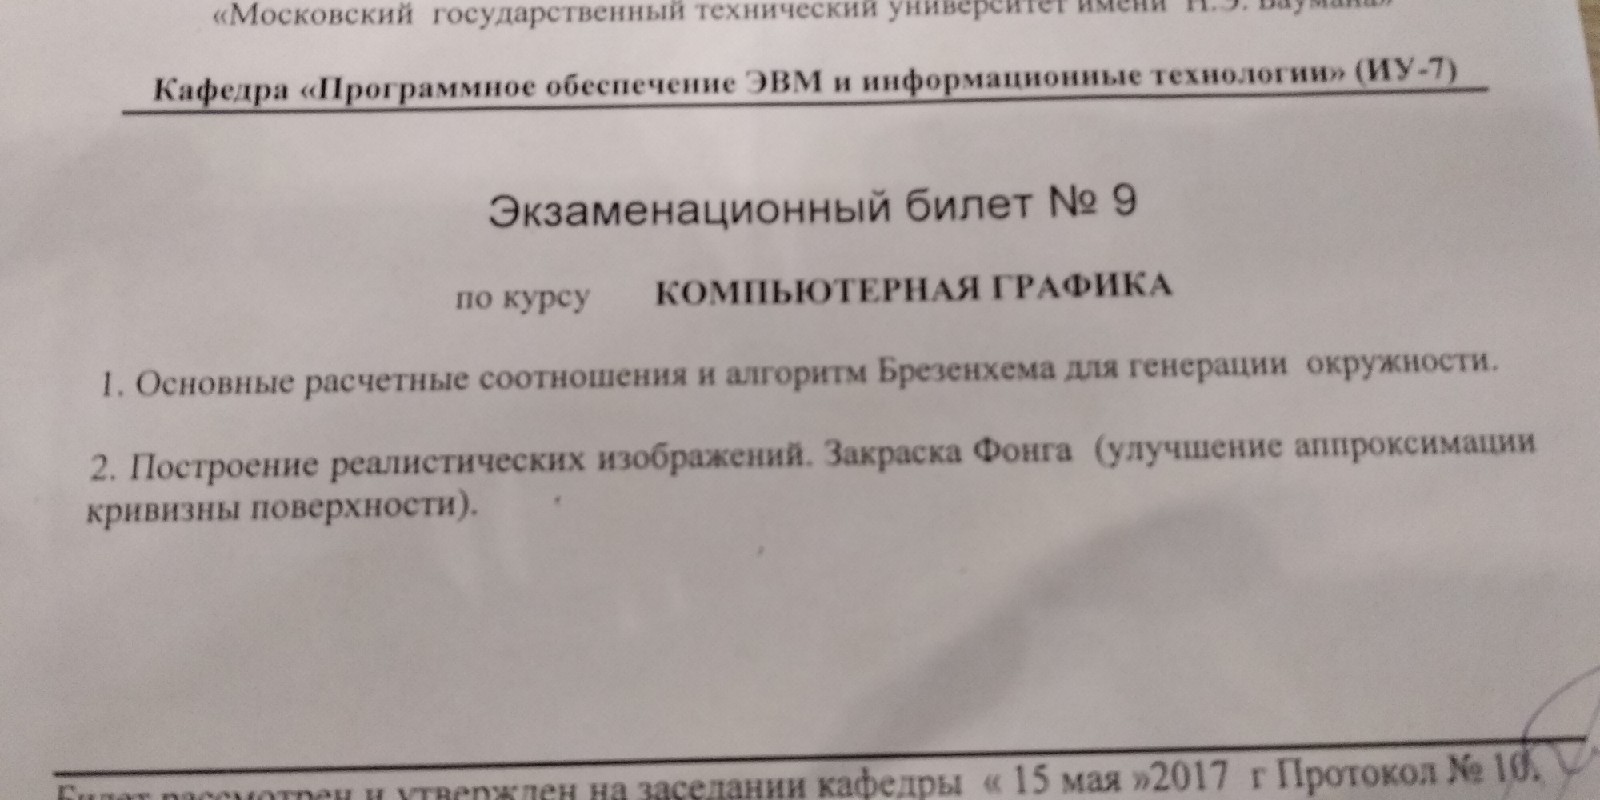 «Московский государственный технический университет имени Н.Э. Баумана»
Кафедра «Программное обеспечение ЭВМ и информационные технологии» (ИУ-7)
Экзаменационный билет № 9
по курсу КОМПЬЮТЕРНАЯ ГРАФИКА
1. Основные расчетные соотношения и алгоритм Брезенхема для генерации окружности.
2. Построение реалистических изображений. Закраска Фонга (улучшение аппроксимации
кривизны поверхности).
Билет рассмотрен и утвержден на заседании кафедры « 15 мая »2017 г Протокол № 10.